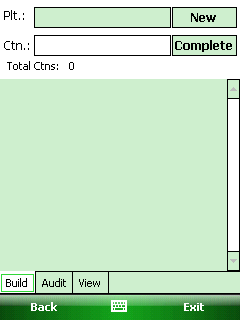 Plt.: New
Ctn.: Complete
Total Ctns: 0
Build Audit View
Back Exit